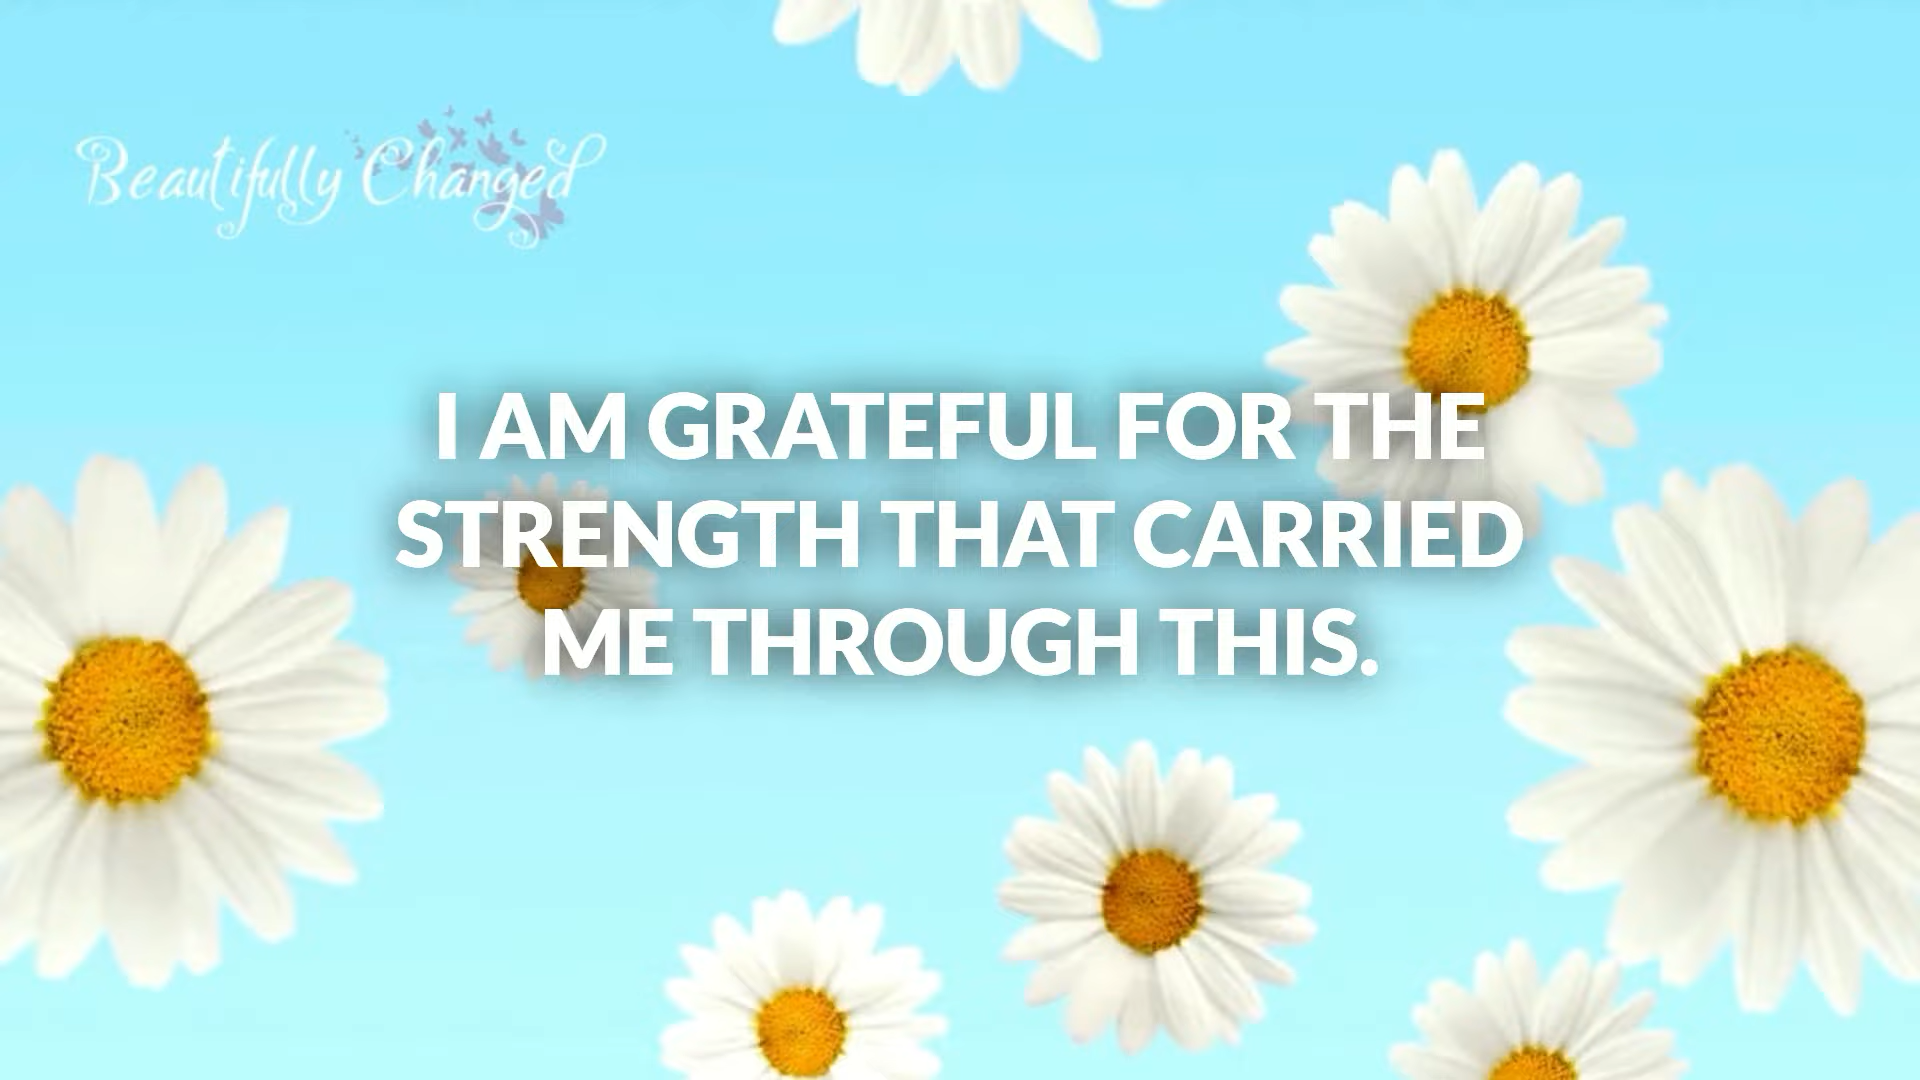 Beautifully Changed
I AM GRATEFUL FOR THE
STRENGTH THAT CARRIED
ME THROUGH THIS.